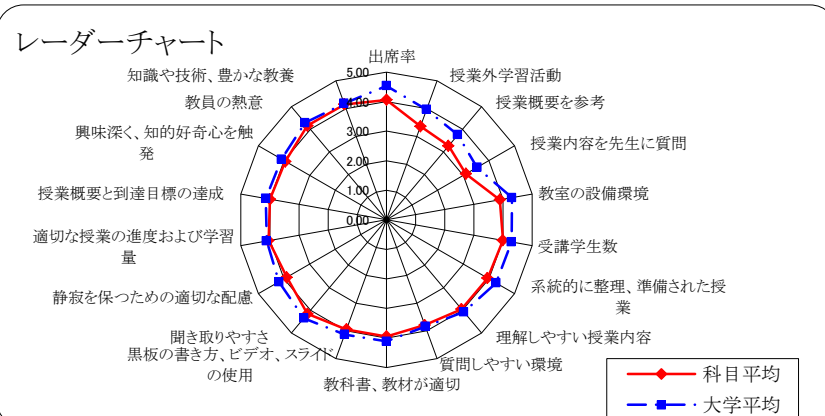 レーダーチャート
出席率
授業外学習活動
授業概要を参考
授業内容を先生に質問
教室の設備環境
受講学生数
系統的に整理、準備された授
業
理解しやすい授業内容
質問しやすい環境
教科書、教材が適切
黒板の書き方、ビデオ、スライド
の使用
聞き取りやすさ
静寂を保つための適切な配慮
適切な授業の進度および学習
量
授業概要と到達目標の達成
興味深く、知的好奇心を触
発
教員の熱意
知識や技術、豊かな教養
5.00
4.00
3.00
2.00
1.00
0.00
科目平均
大学平均